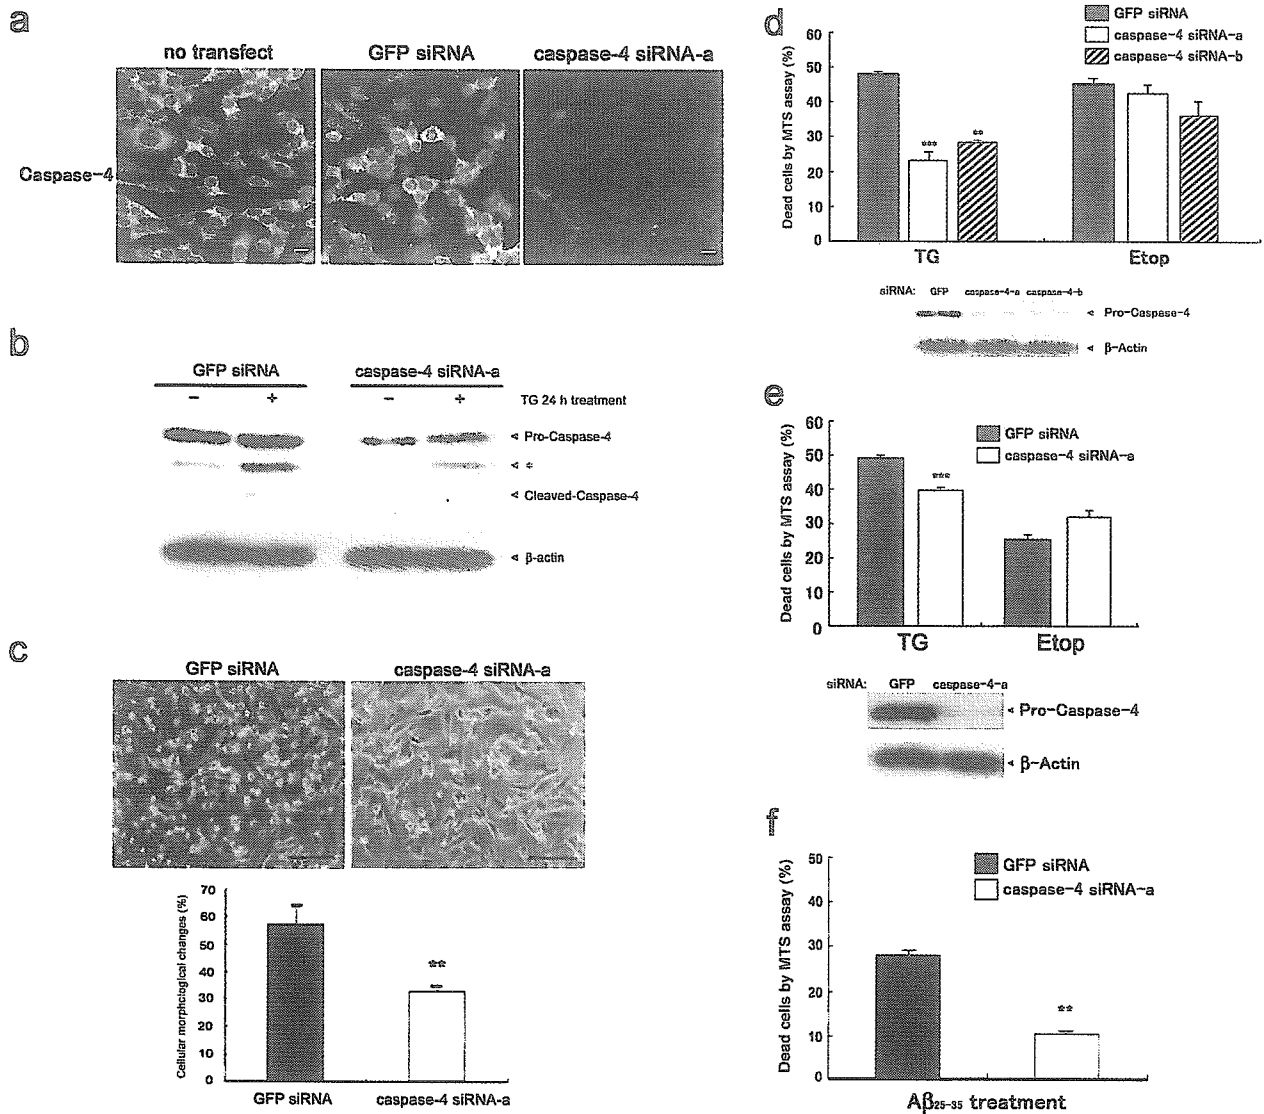 a
no transfect GFP siRNA caspase-4 siRNA-a
Caspase-4
b
GFP siRNA caspase-4 siRNA-a
− + − + TG 24 h treatment
◁ Pro-Caspase-4
◁ *
◁ Cleaved-Caspase-4
◁ β-actin
c
GFP siRNA caspase-4 siRNA-a
Cellular morphological changes (%)
70
60
50
40
30
20
10
0
**
GFP siRNA caspase-4 siRNA-a
d
GFP siRNA
caspase-4 siRNA-a
caspase-4 siRNA-b
Dead cells by MTS assay (%)
60
50
40
30
20
10
0
*** **
TG Etop
siRNA: GFP caspase-4-a caspase-4-b
◁ Pro-Caspase-4
◁ β-Actin
e
GFP siRNA
caspase-4 siRNA-a
Dead cells by MTS assay (%)
60
50
40
30
20
10
0
***
TG Etop
siRNA: GFP caspase-4-a
◁ Pro-Caspase-4
◁ β-Actin
f
GFP siRNA
caspase-4 siRNA-a
Dead cells by MTS assay (%)
50
40
30
20
10
0
**
Aβ25-35 treatment